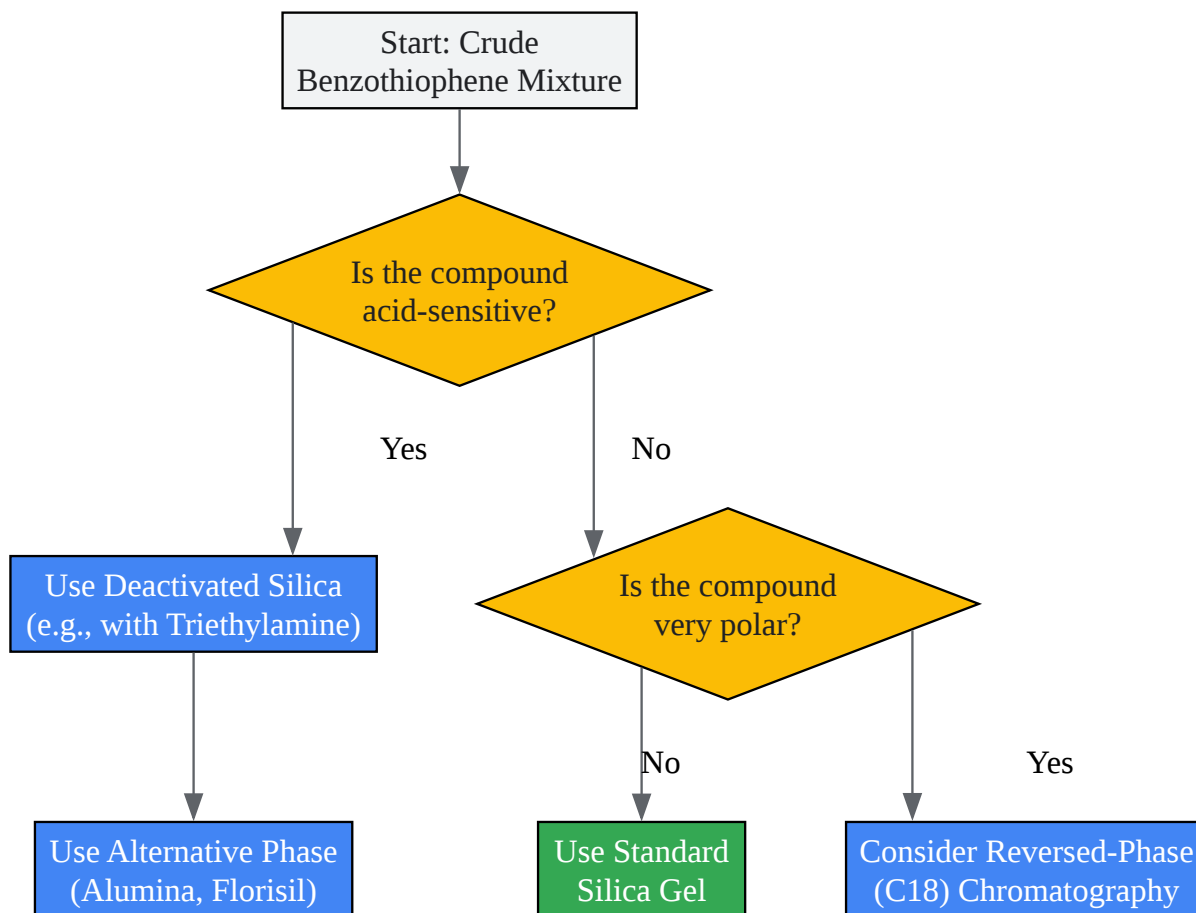 Start: Crude
Benzothiophene Mixture
Is the compound
acid-sensitive?
Yes
No
Use Deactivated Silica
(e.g., with Triethylamine)
Is the compound
very polar?
No
Yes
Use Alternative Phase
(Alumina, Florisil)
Use Standard
Silica Gel
Consider Reversed-Phase
(C18) Chromatography